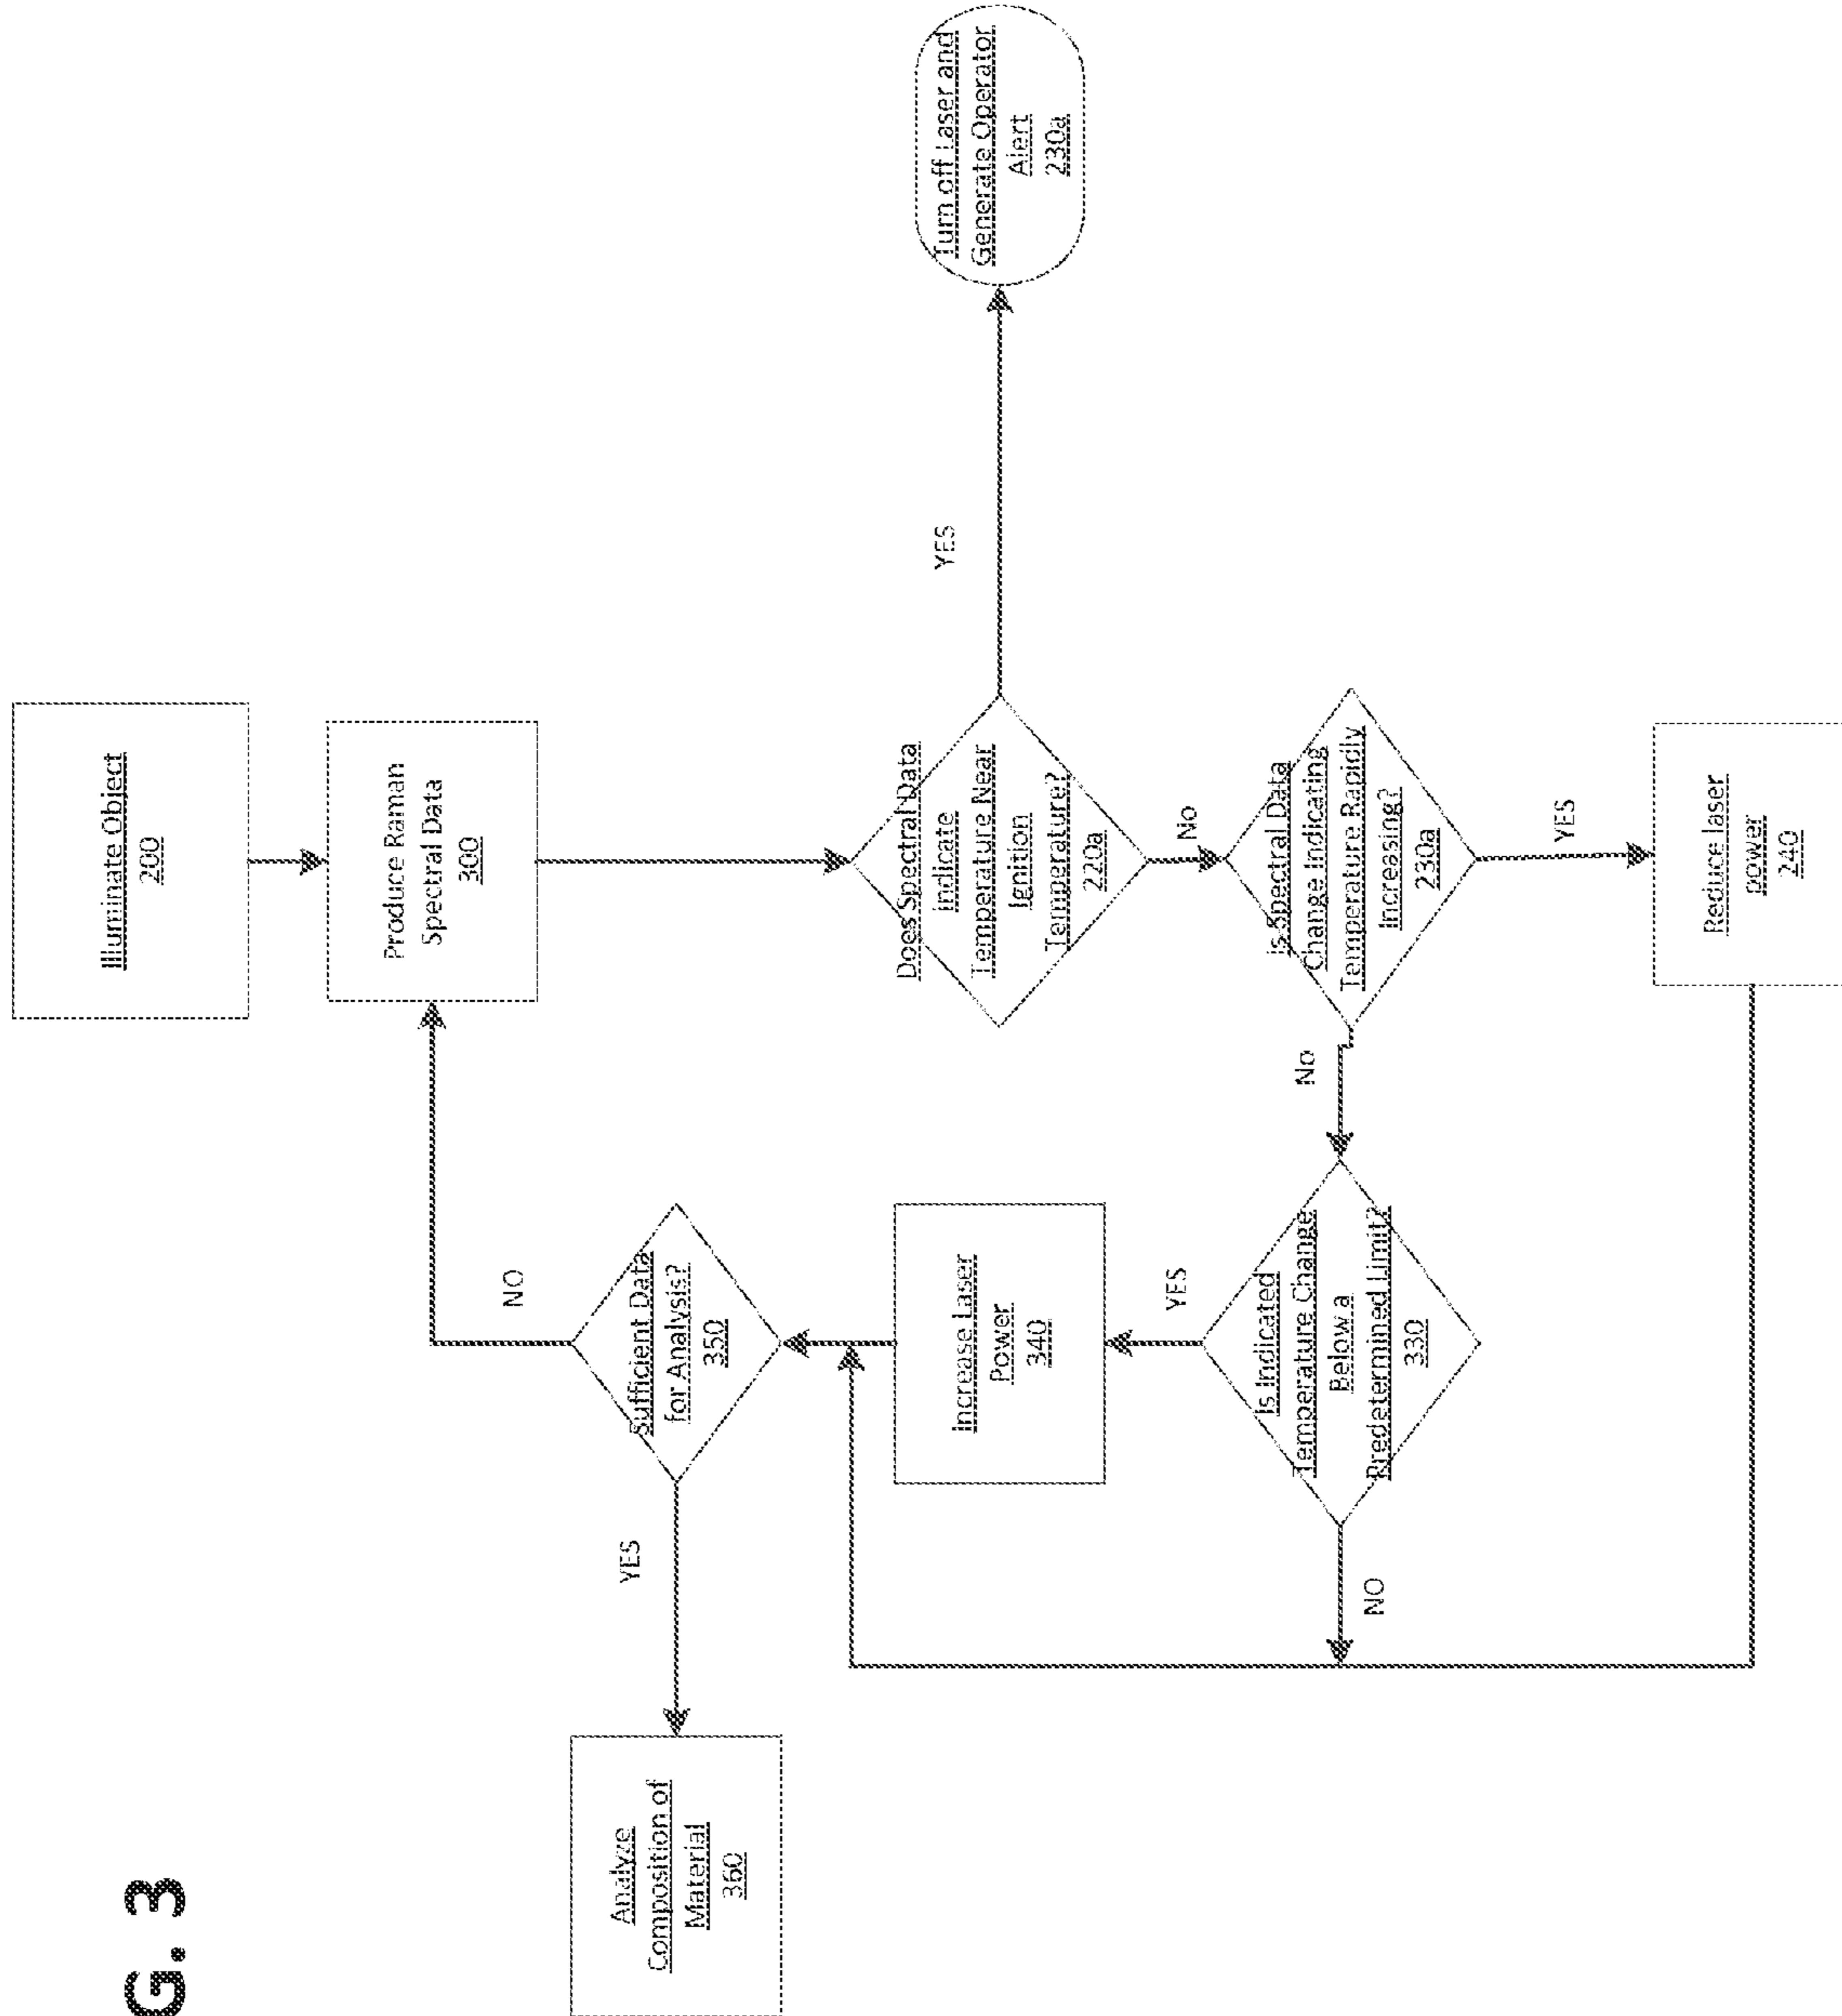 Illuminate Object
200
Produce Raman
Spectral Data
300
Does Spectral Data
Indicate
Temperature Near
Ignition
Temperature?
220a
YES
Turn off Laser and
Generate Operator
Alert
230a
No
Is Spectral Data
Change Indicating
Temperature Rapidly
Increasing?
230a
YES
Reduce laser
power
240
No
Is Indicated
Temperature Change
Below a
Predetermined Limit?
330
YES
NO
Increase Laser
Power
340
Sufficient Data
for Analysis?
350
NO
YES
Analyze
Composition of
Material
360
G. 3